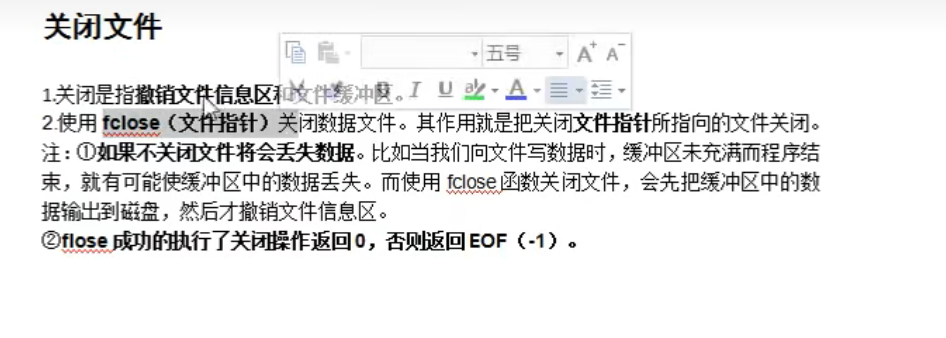 关闭文件
五号
A+ A-
1.关闭是指撤销文件信息区和文件缓冲区。
B I U ab A
2.使用 fclose（文件指针）关闭数据文件。其作用就是把关闭文件指针所指向的文件关闭。
注：①如果不关闭文件将会丢失数据。比如当我们向文件写数据时，缓冲区未充满而程序结
束，就有可能使缓冲区中的数据丢失。而使用 fclose 函数关闭文件，会先把缓冲区中的数
据输出到磁盘，然后才撤销文件信息区。
②flose 成功的执行了关闭操作返回 0，否则返回 EOF（-1）。